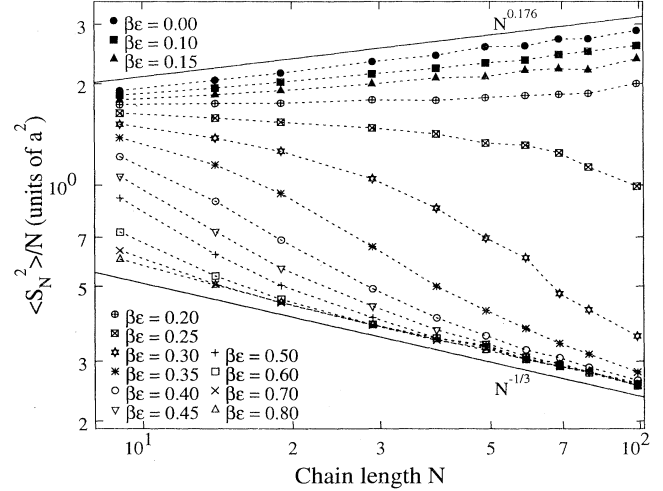 N^0.176
3
βε = 0.00
βε = 0.10
βε = 0.15
2
<S_N^2>/N (units of a^2)
10^0
7
5
βε = 0.20
βε = 0.25
βε = 0.30 βε = 0.50
βε = 0.35 βε = 0.60
βε = 0.40 βε = 0.70
βε = 0.45 βε = 0.80
3
N^-1/3
2
10^1 2 3 5 7 10^2
Chain length N